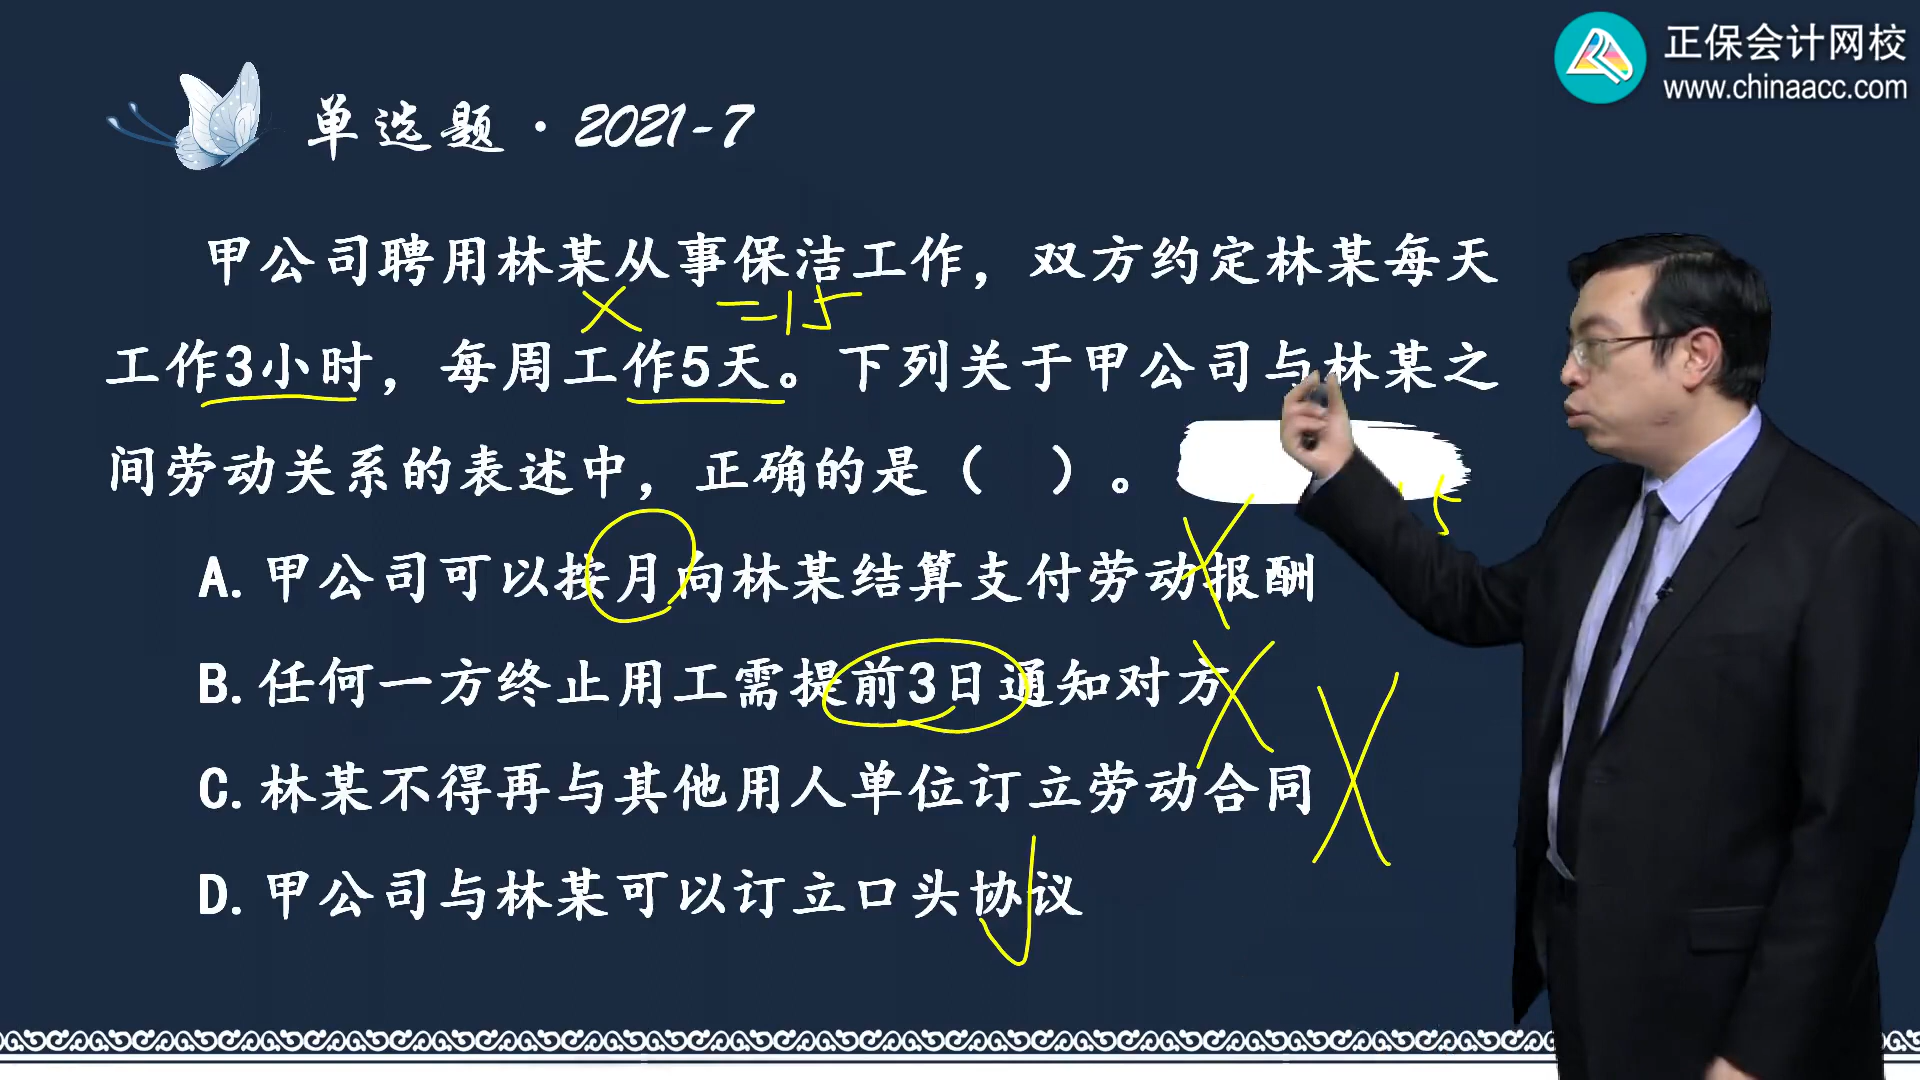 正保会计网校
www.chinaacc.com
单选题·2021-7
甲公司聘用林某从事保洁工作，双方约定林某每天
× =15
工作3小时，每周工作5天。下列关于甲公司与林某之
间劳动关系的表述中，正确的是（ ）。
A.甲公司可以按月向林某结算支付劳动报酬
B.任何一方终止用工需提前3日通知对方
C.林某不得再与其他用人单位订立劳动合同
D.甲公司与林某可以订立口头协议